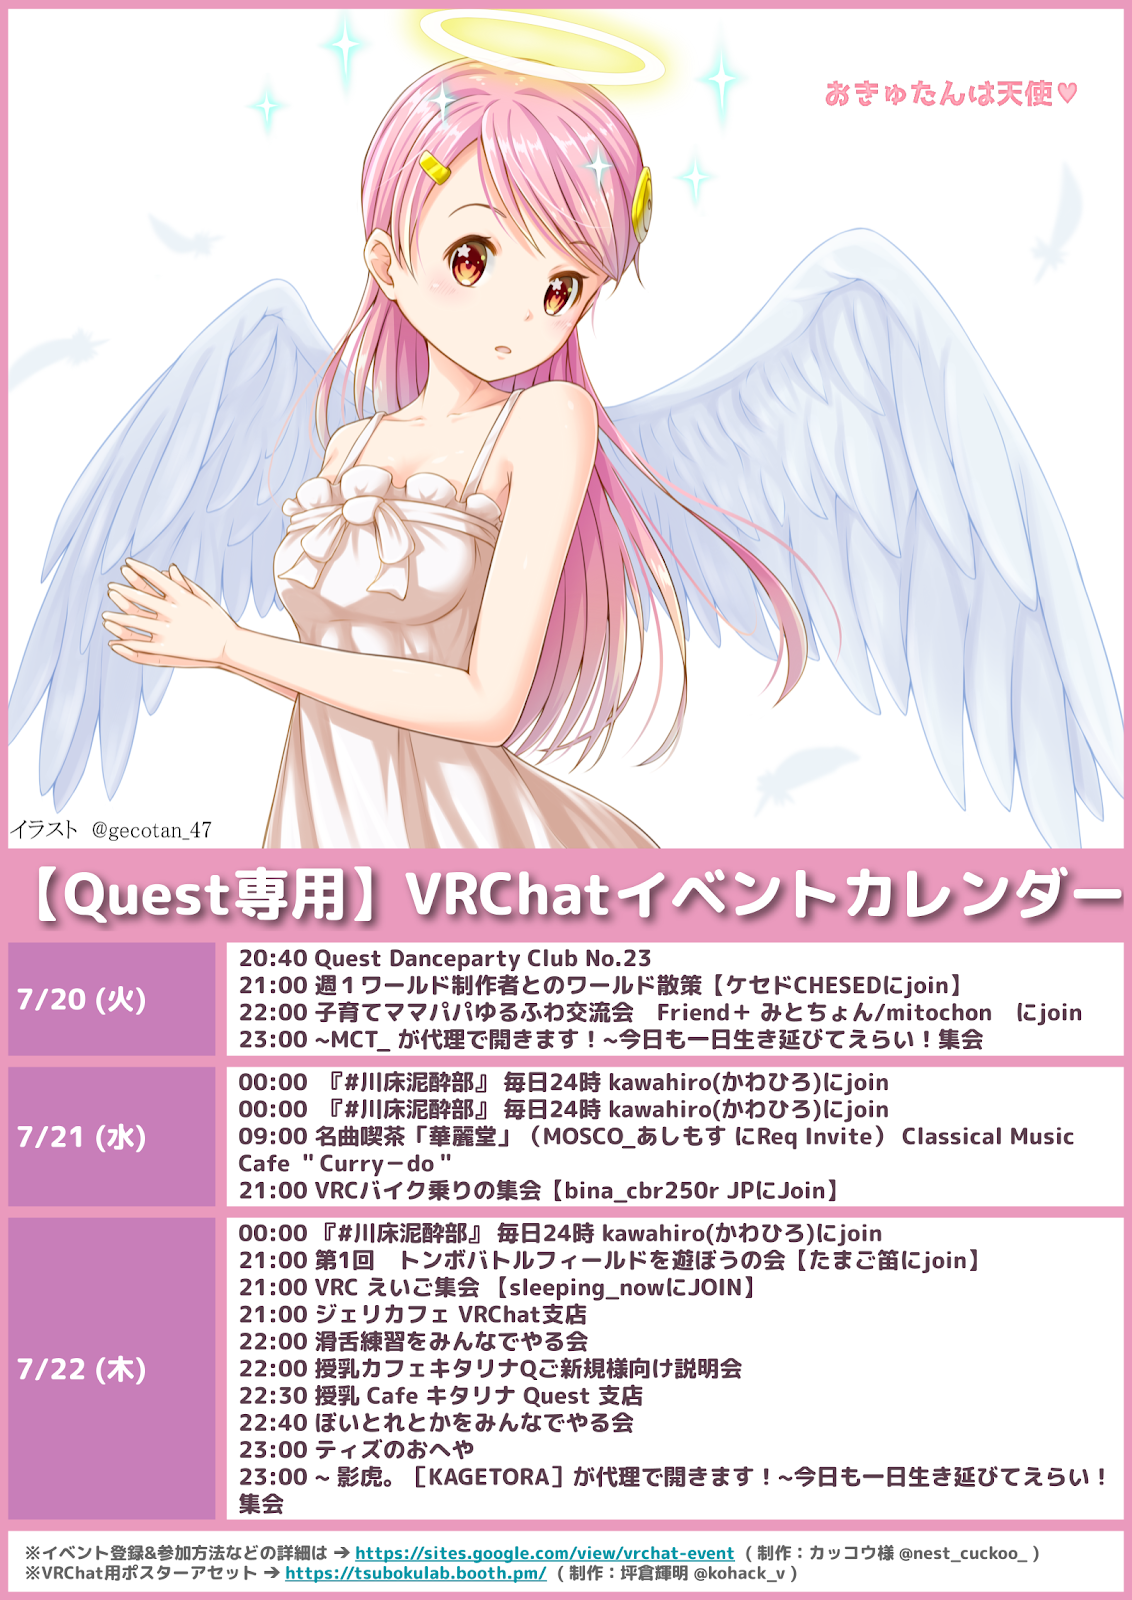 おきゅたんは天使♥
イラスト @gecotan_47
【Quest専用】VRChatイベントカレンダー
7/20 (火)
20:40 Quest Danceparty Club No.23
21:00 週１ワールド制作者とのワールド散策【ケセドCHESEDにjoin】
22:00 子育てママパパゆるふわ交流会　Friend＋ みとちょん/mitochon　にjoin
23:00 ~MCT_ が代理で開きます！~今日も一日生き延びてえらい！集会
7/21 (水)
00:00 『#川床泥酔部』 毎日24時 kawahiro(かわひろ)にjoin
00:00 『#川床泥酔部』 毎日24時 kawahiro(かわひろ)にjoin
09:00 名曲喫茶「華麗堂」（MOSCO_あしもす にReq Invite） Classical Music
Cafe ＂Curry－do＂
21:00 VRCバイク乗りの集会【bina_cbr250r JPにJoin】
7/22 (木)
00:00 『#川床泥酔部』 毎日24時 kawahiro(かわひろ)にjoin
21:00 第1回　トンボバトルフィールドを遊ぼうの会【たまご笛にjoin】
21:00 VRC えいご集会 【sleeping_nowにJOIN】
21:00 ジェリカフェ VRChat支店
22:00 滑舌練習をみんなでやる会
22:00 授乳カフェキタリナQご新規様向け説明会
22:30 授乳 Cafe キタリナ Quest 支店
22:40 ぼいとれとかをみんなでやる会
23:00 ティズのおへや
23:00 ~ 影虎。［KAGETORA］が代理で開きます！~今日も一日生き延びてえらい！
集会
※イベント登録&参加方法などの詳細は → https://sites.google.com/view/vrchat-event （ 制作：カッコウ様 @nest_cuckoo_ ）
※VRChat用ポスターアセット → https://tsubokulab.booth.pm/ （ 制作：坪倉輝明 @kohack_v ）